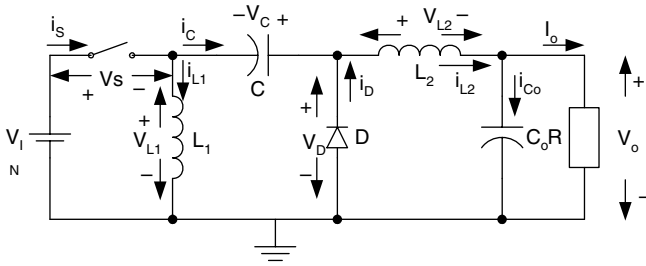 i_S
i_C
−V_C +
+ V_L2 −
I_o
+ Vs −
i_L1
C
i_D
L_2
i_L2
i_Co
+
V_I
N
+
V_L1
−
L_1
+
V_D
−
D
C_o R
V_o
−